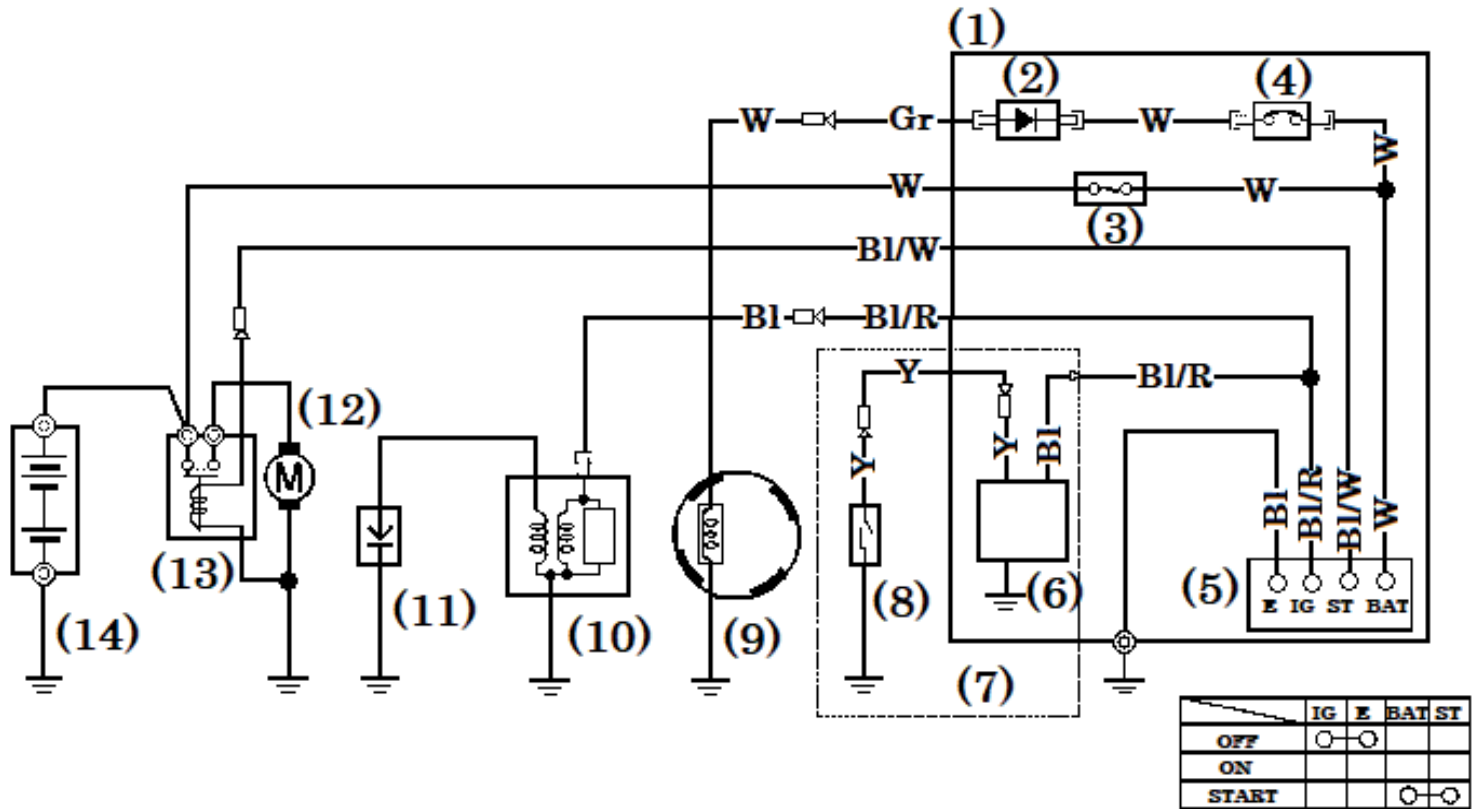 (1)
(2)
(4)
W
Gr
W
W
W
W
(3)
Bl/W
Bl
Bl/R
Y
Bl/R
(12)
Y
Y
Bl
M
Bl
Bl/R
Bl/W
W
(13)
(14)
(11)
(10)
(9)
(8)
(6)
(5)
E IG ST BAT
(7)
IG E BAT ST
OFF
ON
START